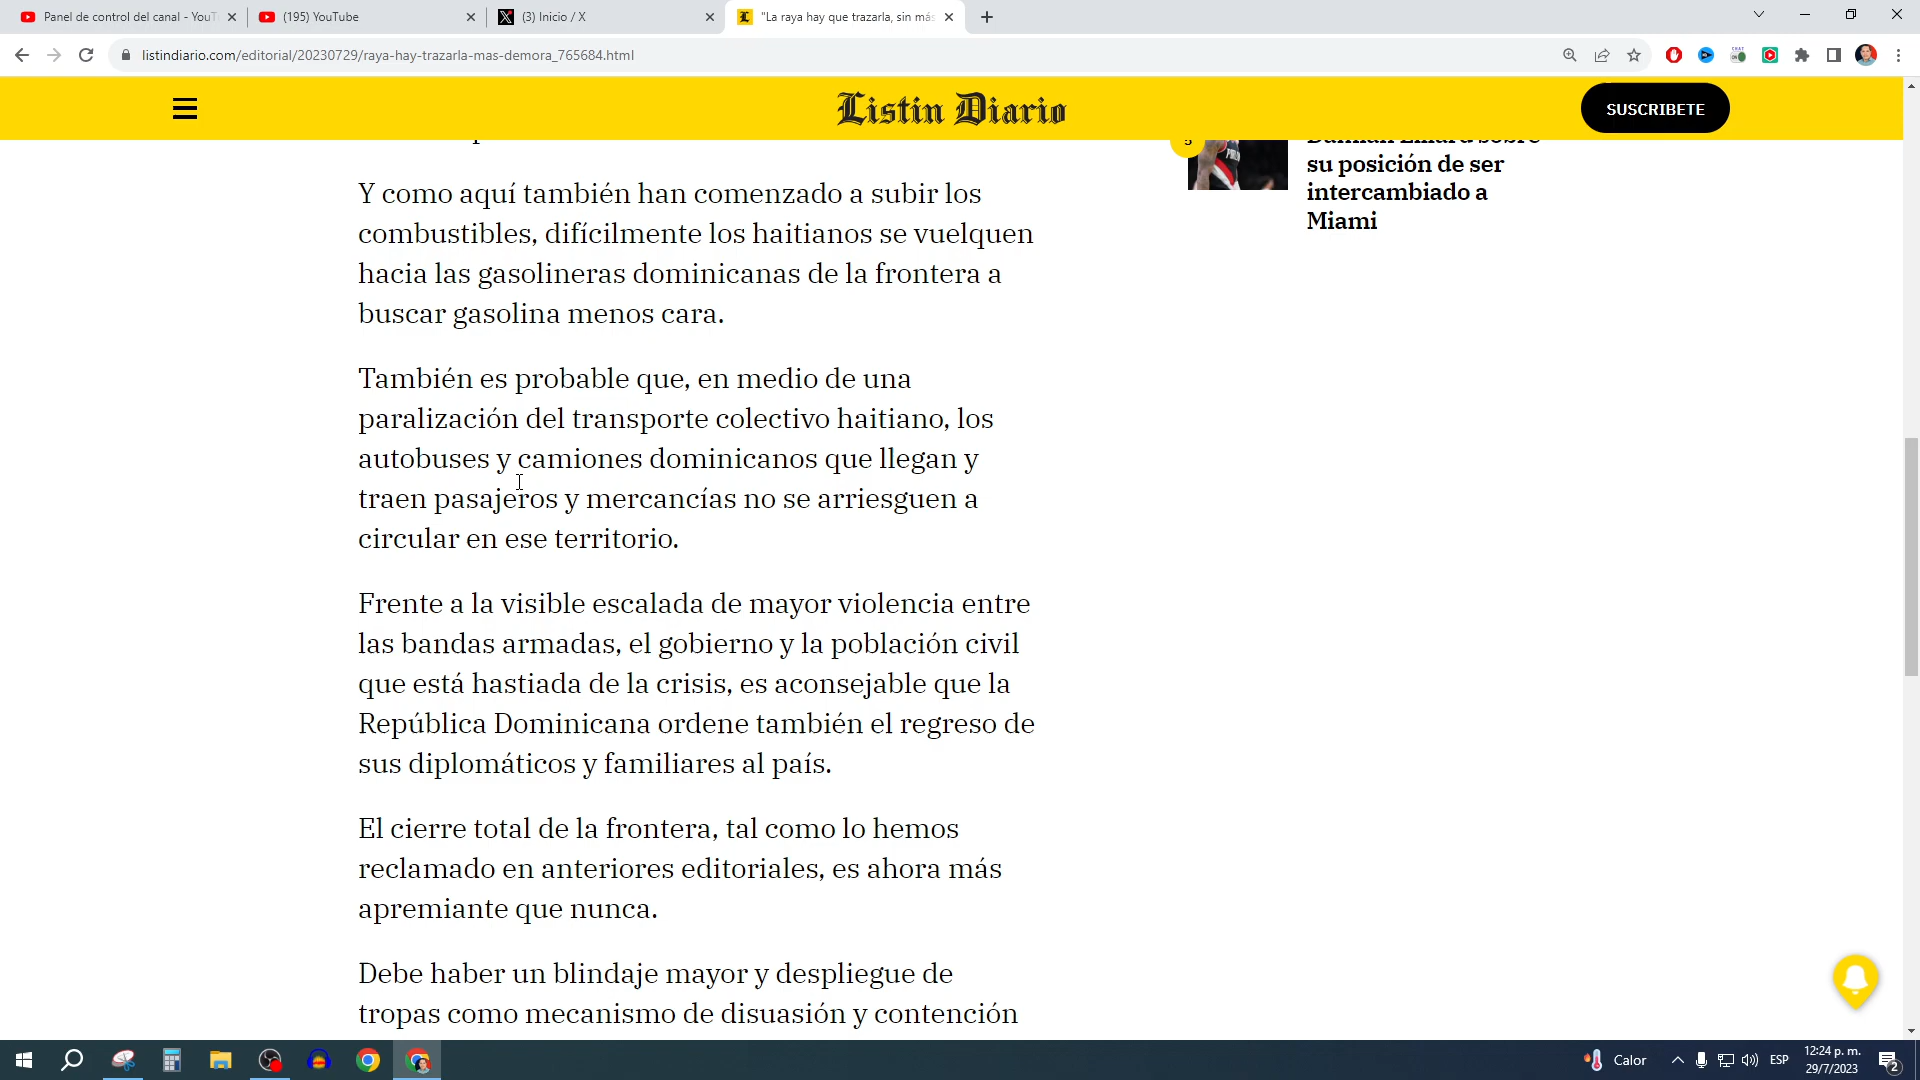 Panel de control del canal - YouT
(195) YouTube
(3) Inicio / X
"La raya hay que trazarla, sin más
listindiario.com/editorial/20230729/raya-hay-trazarla-mas-demora_765684.html
Listin Diario
SUSCRIBETE
5
Damian Lillard sobre
su posición de ser
intercambiado a
Miami
Y como aquí también han comenzado a subir los
combustibles, difícilmente los haitianos se vuelquen
hacia las gasolineras dominicanas de la frontera a
buscar gasolina menos cara.
También es probable que, en medio de una
paralización del transporte colectivo haitiano, los
autobuses y camiones dominicanos que llegan y
traen pasajeros y mercancías no se arriesguen a
circular en ese territorio.
Frente a la visible escalada de mayor violencia entre
las bandas armadas, el gobierno y la población civil
que está hastiada de la crisis, es aconsejable que la
República Dominicana ordene también el regreso de
sus diplomáticos y familiares al país.
El cierre total de la frontera, tal como lo hemos
reclamado en anteriores editoriales, es ahora más
apremiante que nunca.
Debe haber un blindaje mayor y despliegue de
tropas como mecanismo de disuasión y contención
Calor
ESP
12:24 p. m.
29/7/2023
2